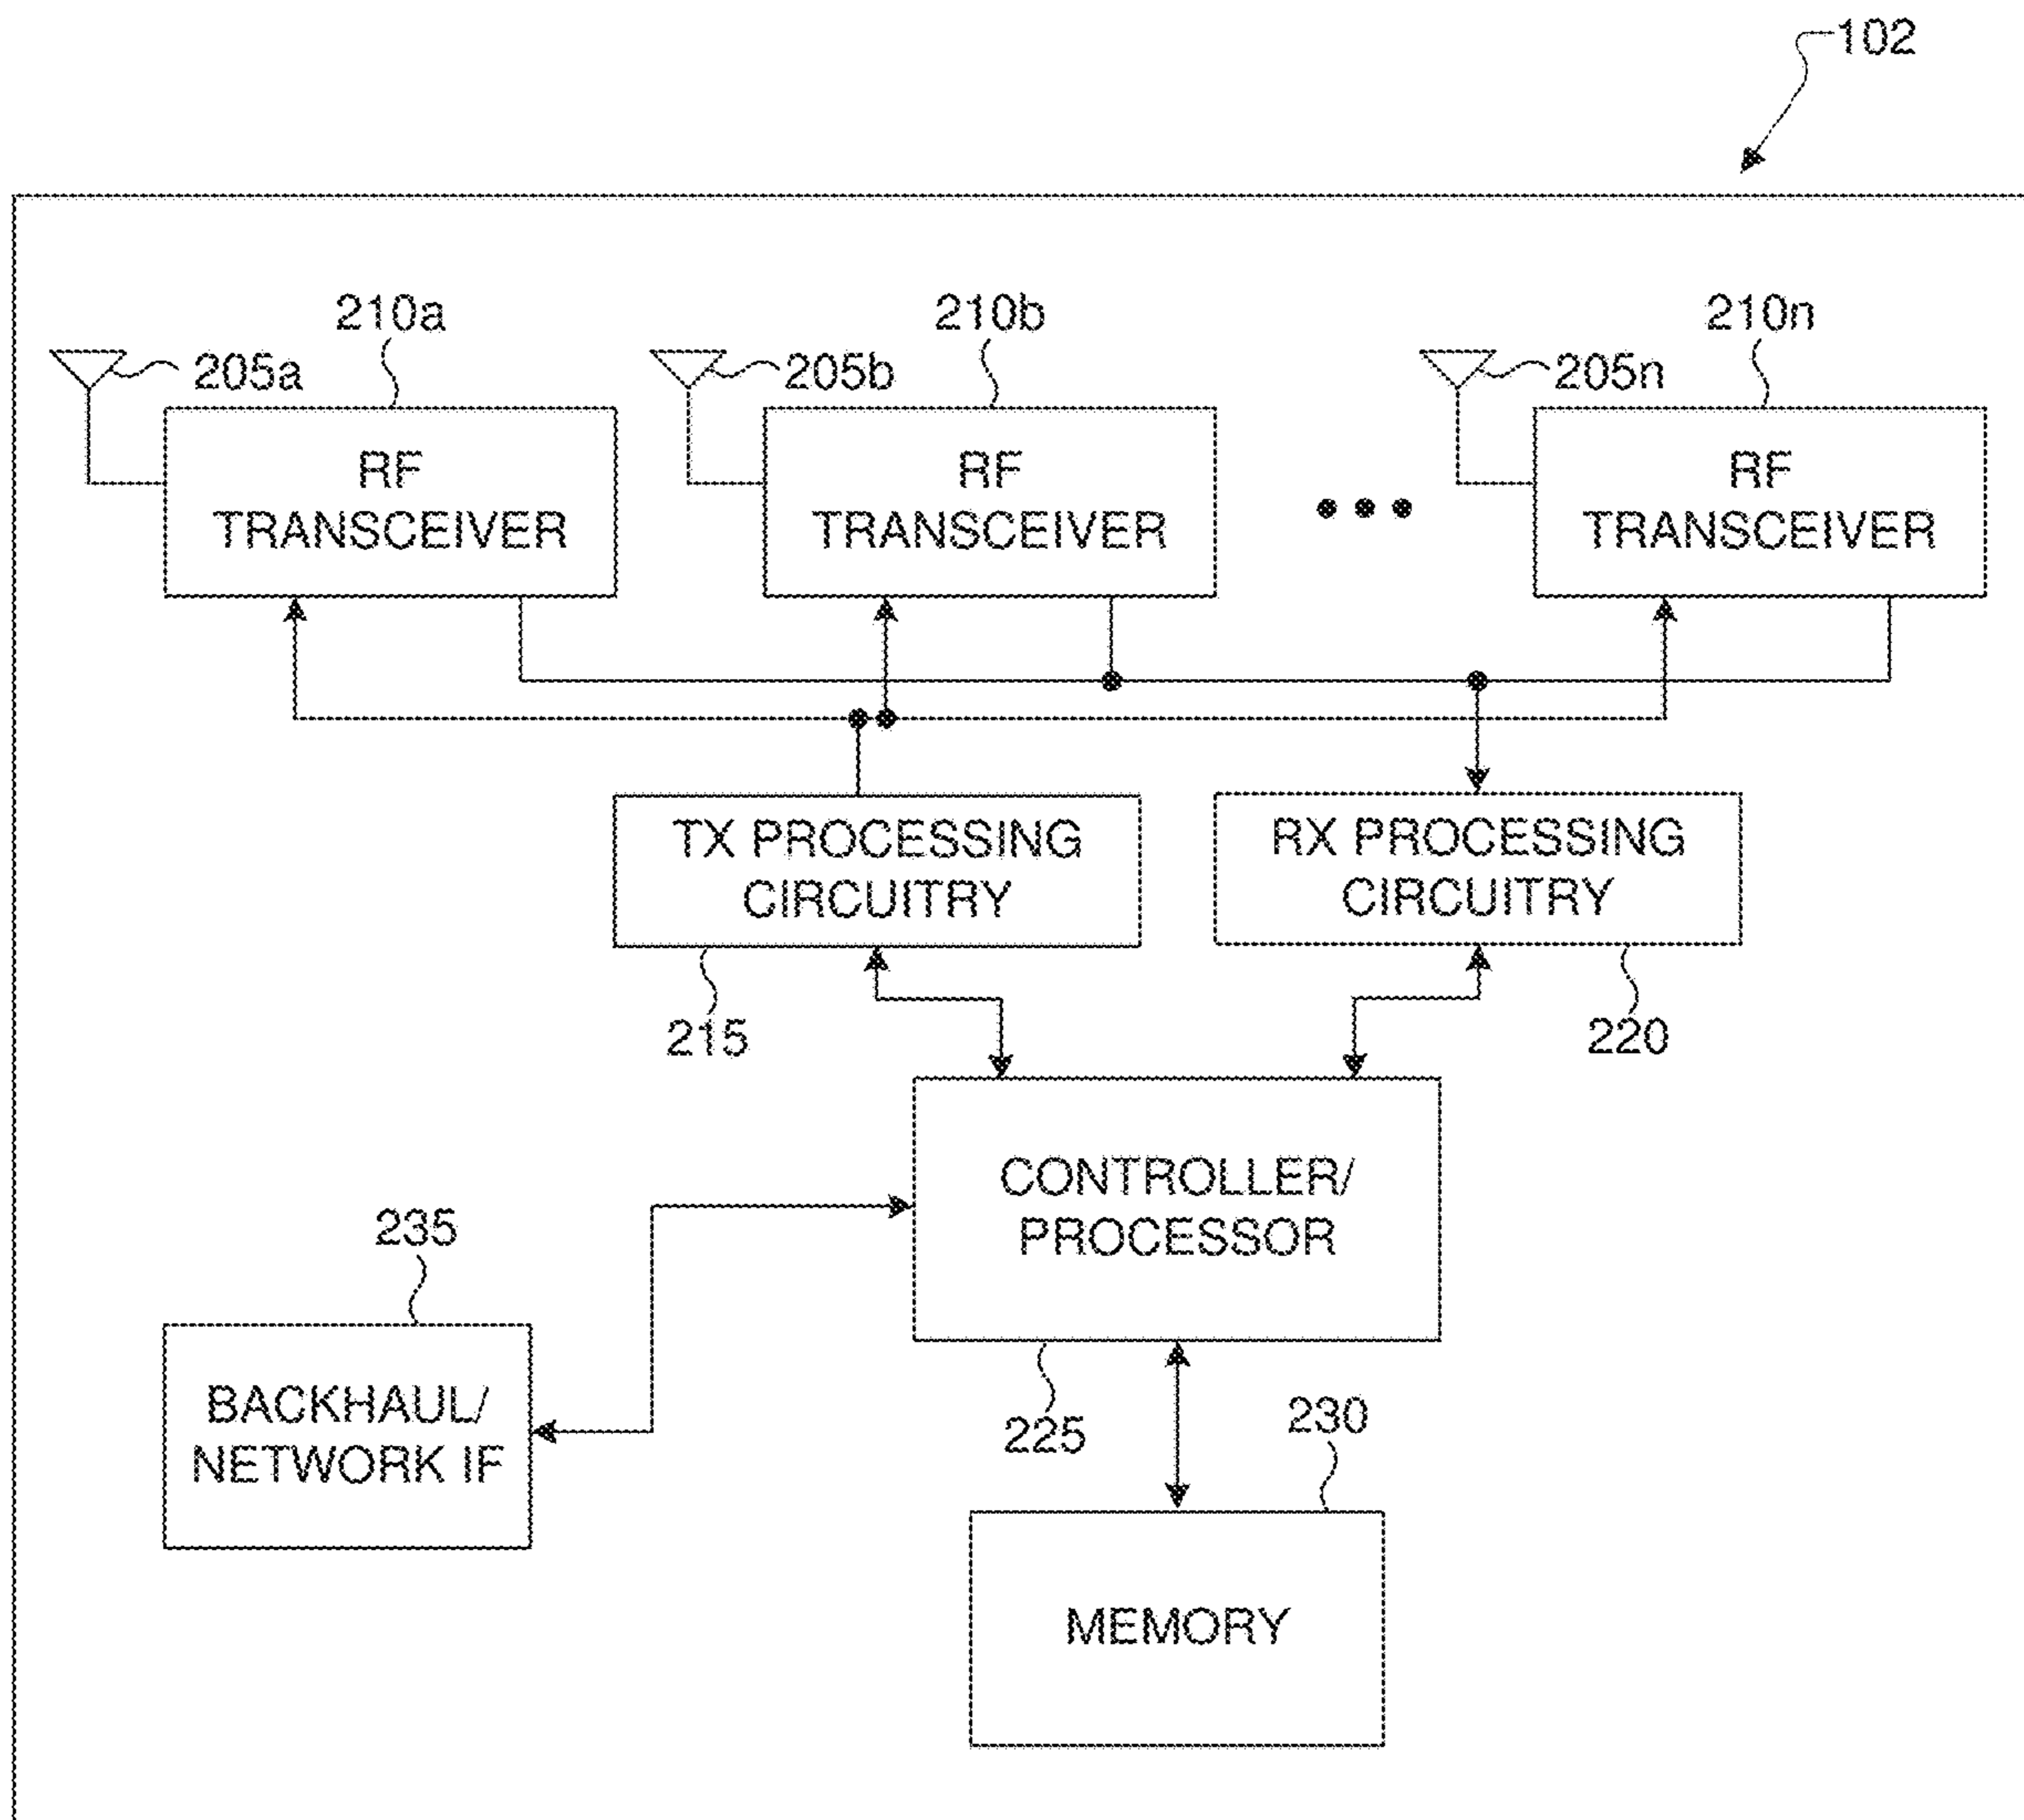 102
210a
210b
210n
205a
205b
205n
RF
TRANSCEIVER
RF
TRANSCEIVER
RF
TRANSCEIVER
TX PROCESSING
CIRCUITRY
RX PROCESSING
CIRCUITRY
215
220
CONTROLLER/
PROCESSOR
235
BACKHAUL/
NETWORK IF
225
230
MEMORY